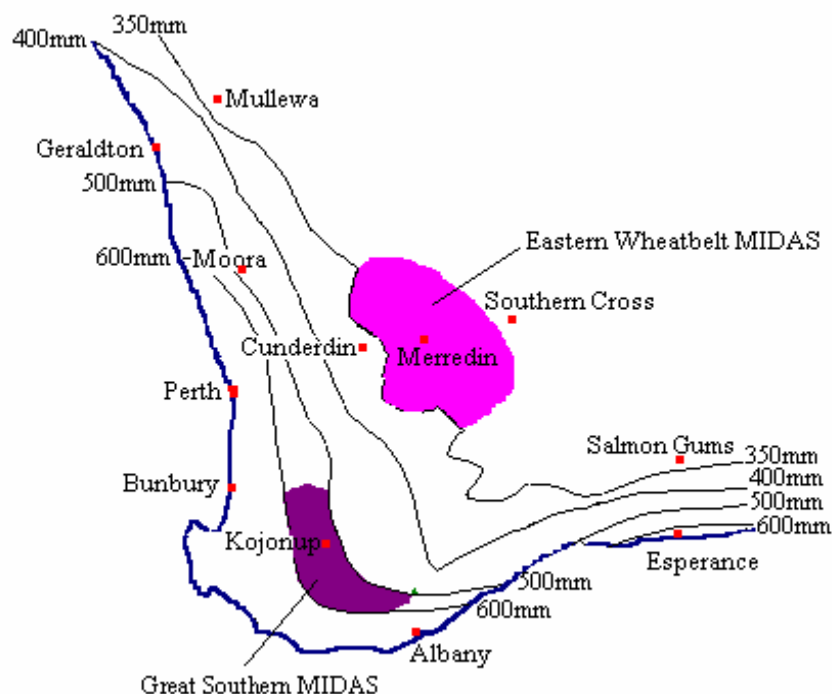 350mm
400mm
Mullewa
Geraldton
500mm
Eastern Wheatbelt MIDAS
600mm
Moora
Southern Cross
Cunderdin
Merredin
Perth
Salmon Gums
350mm
400mm
Bunbury
500mm
600mm
Kojonup
Esperance
500mm
600mm
Albany
Great Southern MIDAS